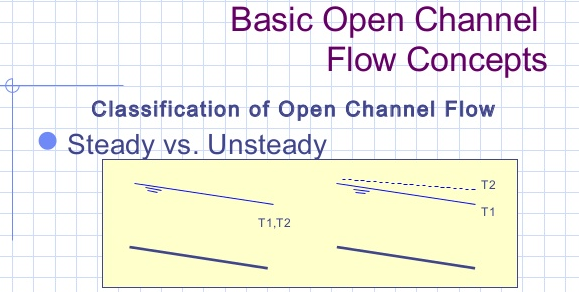 Basic Open Channel
Flow Concepts
Classification of Open Channel Flow
Steady vs. Unsteady
T1,T2
T2
T1